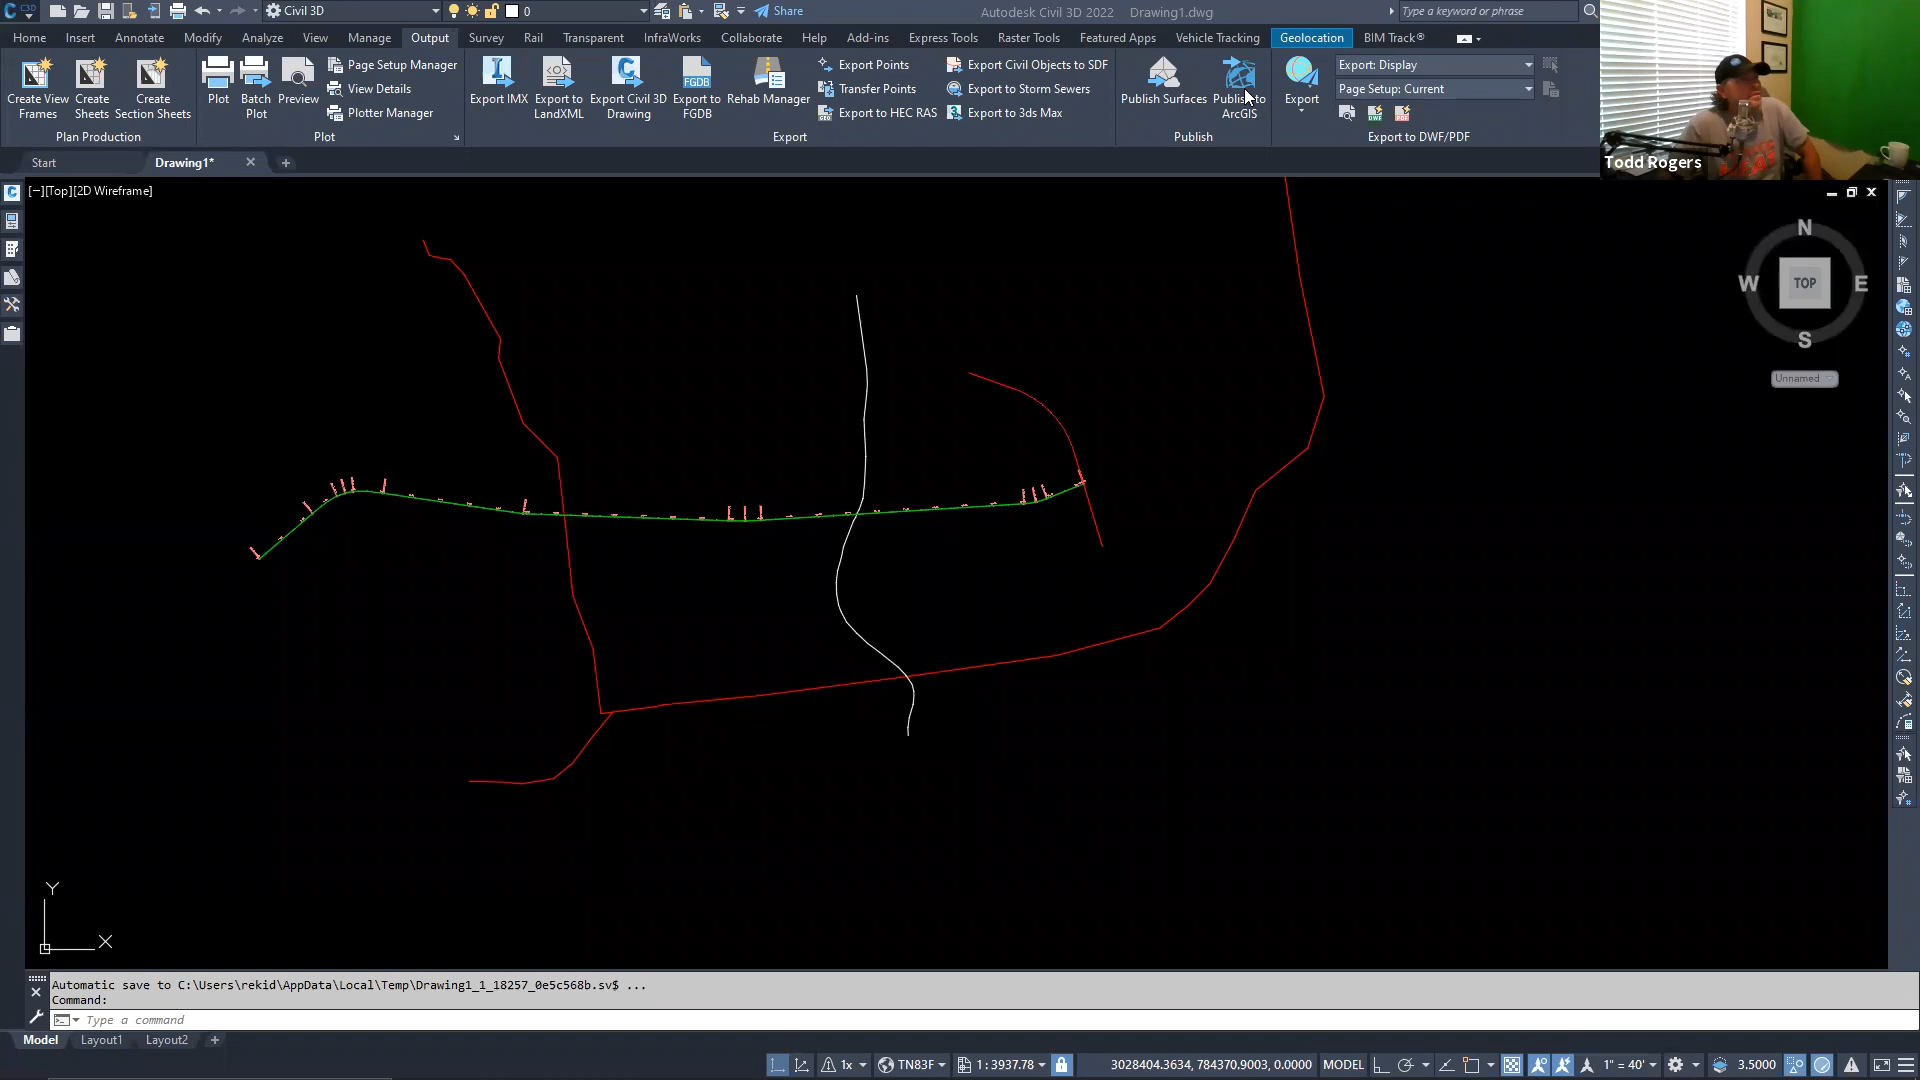 Civil 3D
0
Share
Autodesk Civil 3D 2022 Drawing1.dwg
Type a keyword or phrase
Home Insert Annotate Modify Analyze View Manage Output Survey Rail Transparent InfraWorks Collaborate Help Add-ins Express Tools Raster Tools Featured Apps Vehicle Tracking Geolocation BIM Track®
Create View Frames
Create Sheets
Create Section Sheets
Plan Production
Plot
Batch Plot
Preview
Page Setup Manager
View Details
Plotter Manager
Plot
Export IMX
Export to LandXML
Export Civil 3D Drawing
Export to FGDB
Rehab Manager
Export Points
Transfer Points
Export to HEC RAS
Export Civil Objects to SDF
Export to Storm Sewers
Export to 3ds Max
Export
Publish Surfaces
Publish to ArcGIS
Publish
Export
Export: Display
Page Setup: Current
Export to DWF/PDF
Todd Rogers
Start
Drawing1*
[−][Top][2D Wireframe]
N
W TOP E
S
Unnamed
Y
X
Automatic save to C:\Users\rekid\AppData\Local\Temp\Drawing1_1_18257_0e5c568b.sv$ ...
Command:
Type a command
Model Layout1 Layout2
1x TN83F 1:3937.78 3028404.3634, 784370.9003, 0.0000 MODEL 1" = 40' 3.5000